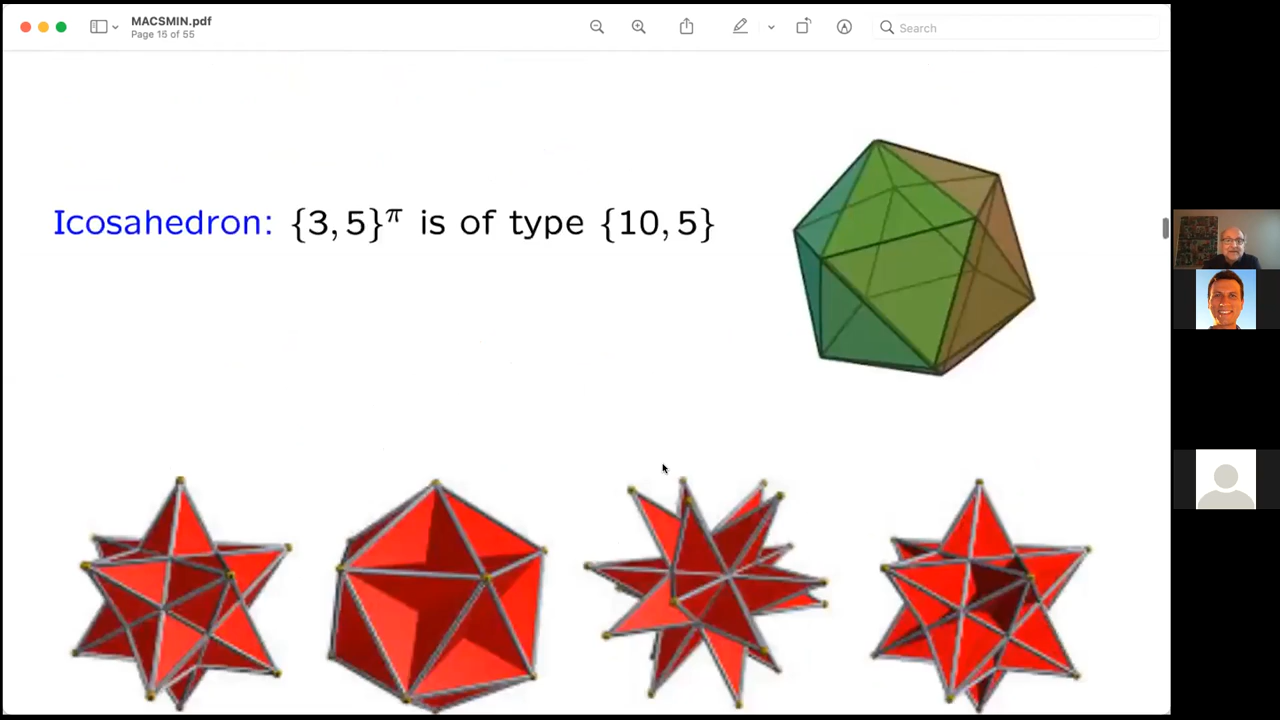 MACSMIN.pdf
Page 15 of 55
Search
Icosahedron: {3, 5}^π is of type {10, 5}